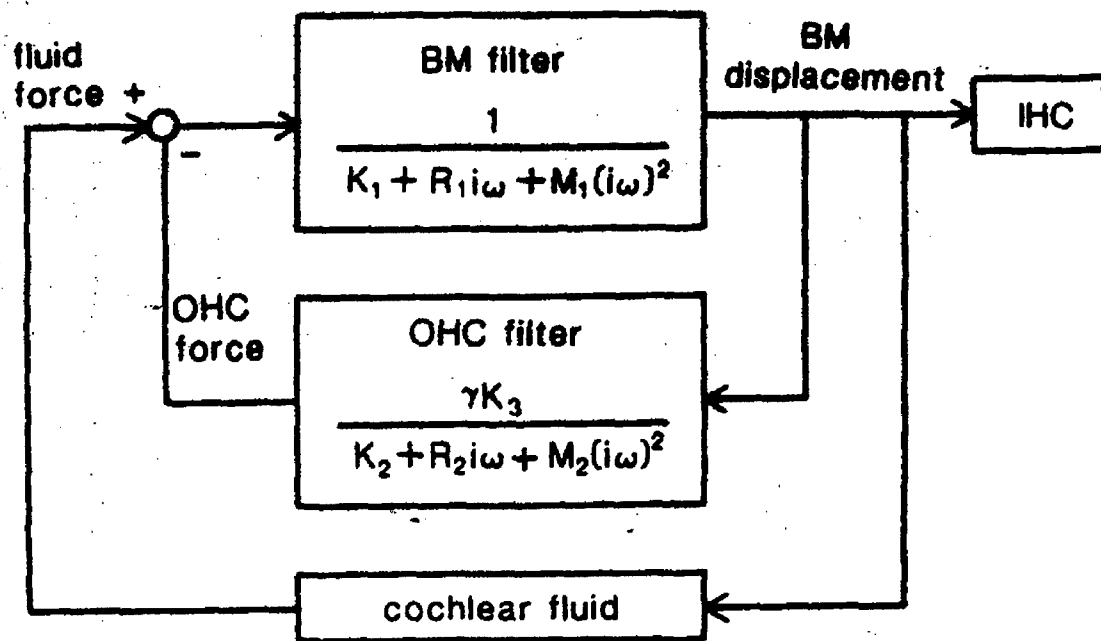 fluid
force +
-
BM filter
1
K₁ + R₁iω + M₁(iω)²
BM
displacement
IHC
OHC
force
OHC filter
γK₃
K₂ + R₂iω + M₂(iω)²
cochlear fluid